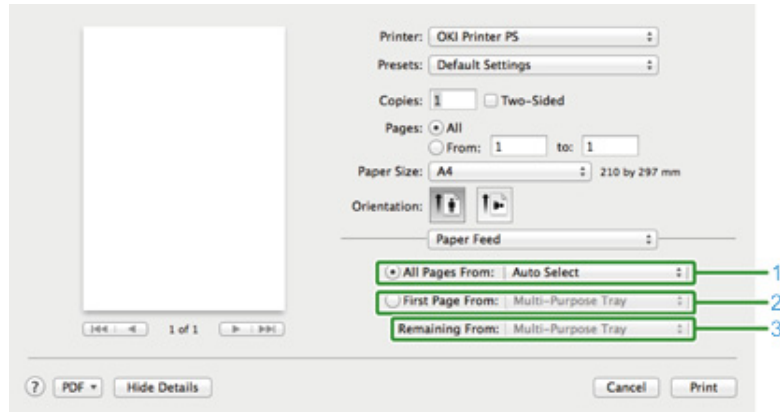 Printer: OKI Printer PS
Presets: Default Settings
Copies: 1 Two-Sided
Pages: All
From: 1 to: 1
Paper Size: A4 210 by 297 mm
Orientation:
Paper Feed
All Pages From: Auto Select 1
First Page From: Multi-Purpose Tray 2
Remaining From: Multi-Purpose Tray 3
1 of 1
? PDF Hide Details Cancel Print